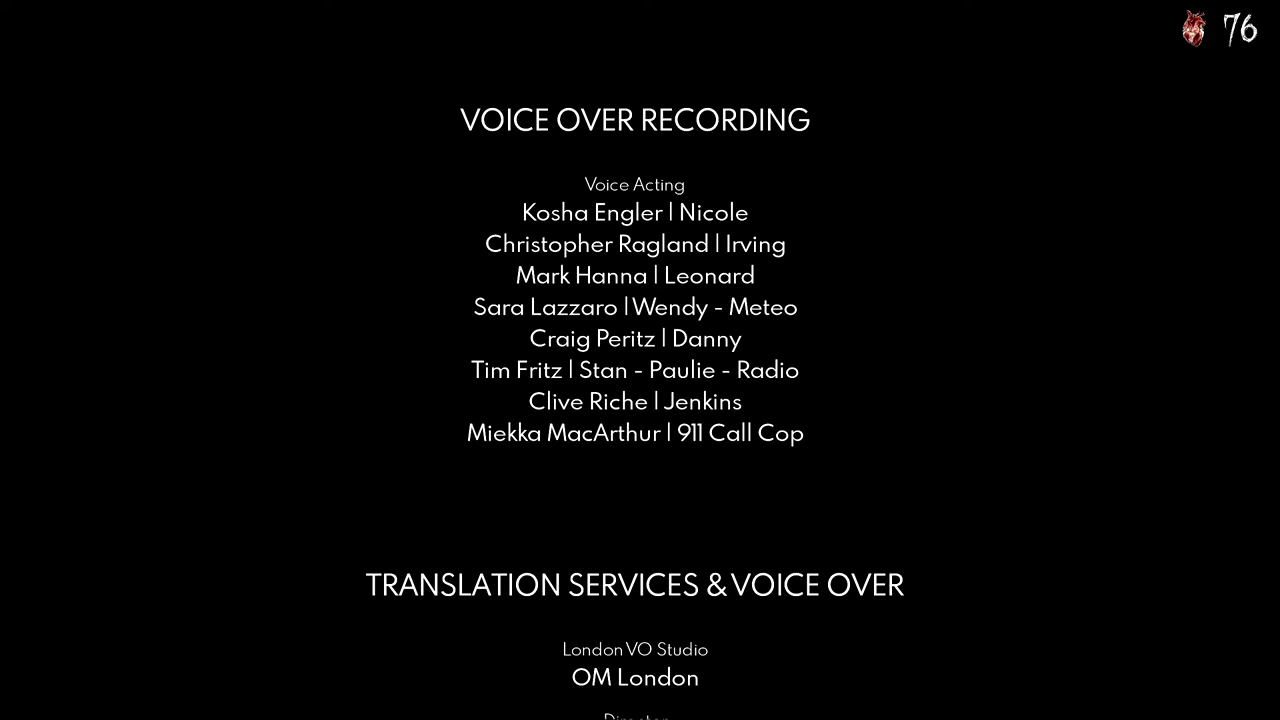 76
VOICE OVER RECORDING
Voice Acting
Kosha Engler | Nicole
Christopher Ragland | Irving
Mark Hanna | Leonard
Sara Lazzaro |Wendy - Meteo
Craig Peritz | Danny
Tim Fritz | Stan - Paulie - Radio
Clive Riche | Jenkins
Miekka MacArthur | 911 Call Cop
TRANSLATION SERVICES & VOICE OVER
London VO Studio
OM London